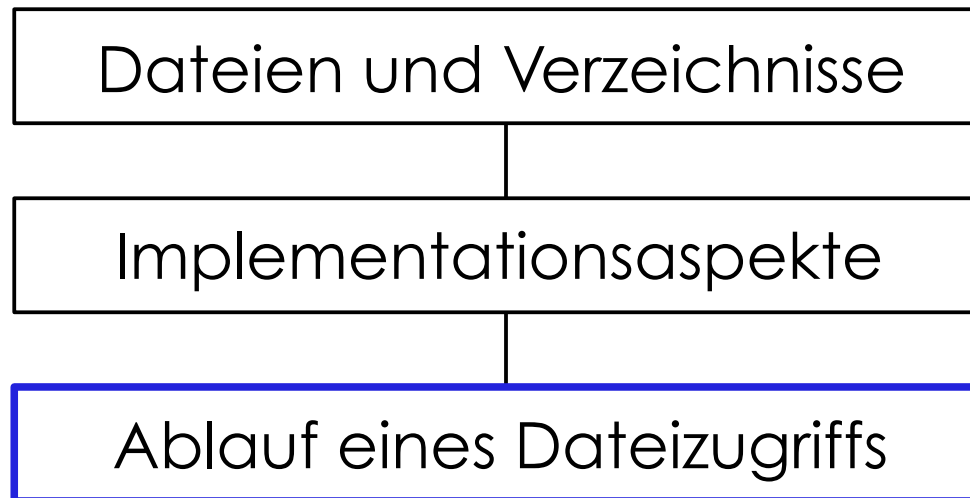 Dateien und Verzeichnisse
Implementationsaspekte
Ablauf eines Dateizugriffs